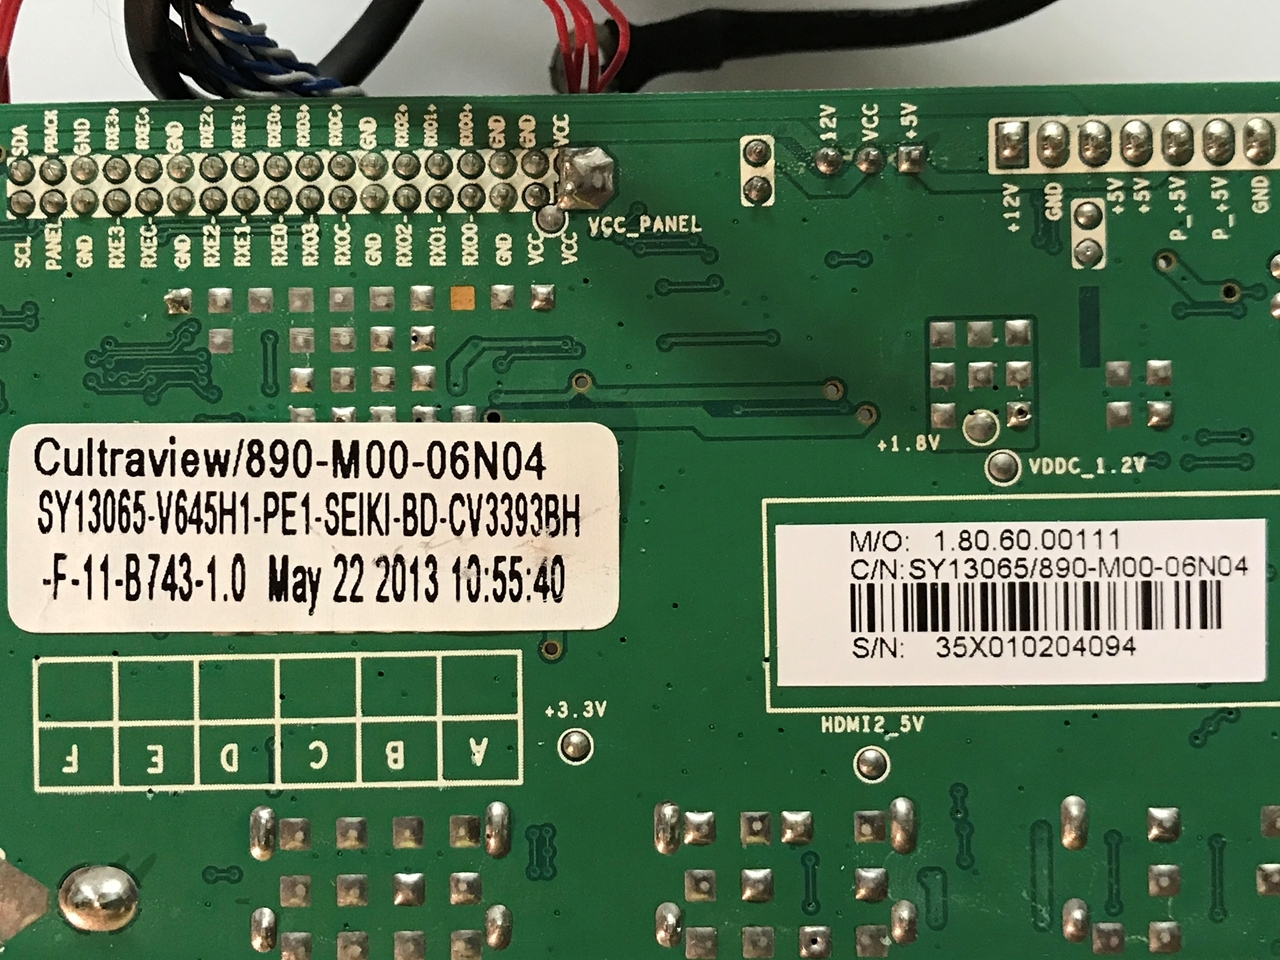 SDA PBACK GND RXE3+ RXEC+ GND RXE2+ RXE1+ RXE0+ RXO3+ RXOC+ GND RXO2+ RXO1+ RXO0+ GND GND VCC
SCL PANEL GND RXE3- RXEC- GND RXE2- RXE1- RXE0- RXO3- RXOC- GND RXO2- RXO1- RXO0- GND VCC VCC
VCC_PANEL
12V VCC +5V
+12V GND +5V +5V P_+5V P_+5V GND
+1.8V
VDDC_1.2V
Cultraview/890-M00-06N04
SY13065-V645H1-PE1-SEIKI-BD-CV3393BH
-F-11-B743-1.0 May 22 2013 10:55:40
M/O: 1.80.60.00111
C/N:SY13065/890-M00-06N04
S/N: 35X010204094
F E D C B A
+3.3V
HDMI2_5V